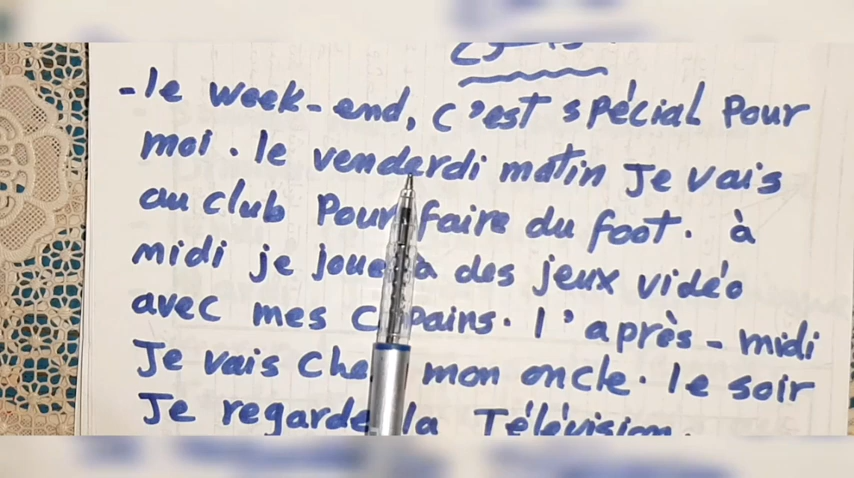 - le week-end, c'est spécial Pour
moi. le venderdi matin Je vais
au club Pour faire du foot. à
midi je joue à des jeux vidéo
avec mes copains. l'après-midi
Je vais chez mon oncle. le soir
Je regarde la Télévision.